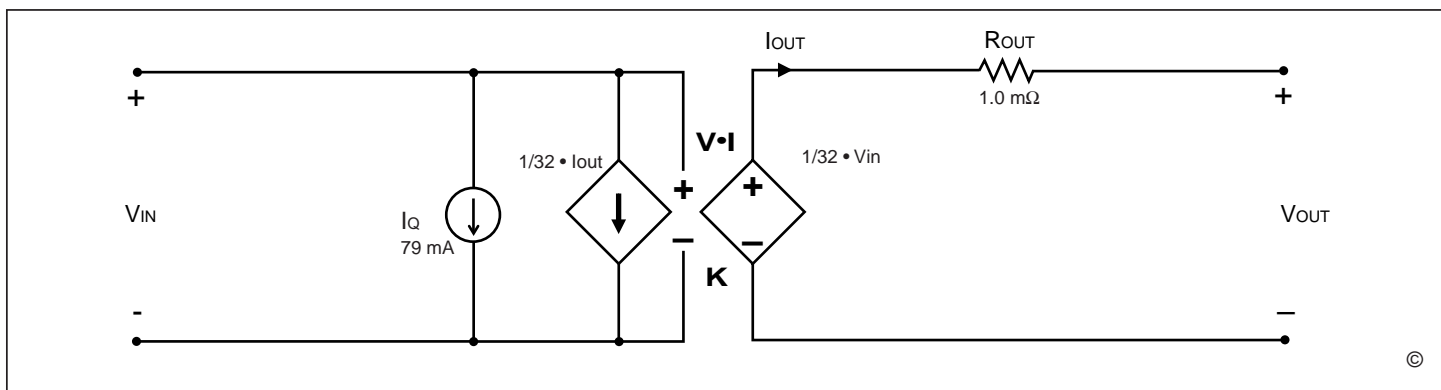 IOUT
ROUT
1.0 mΩ
+
+
V•I
1/32 • Iout
1/32 • Vin
+
+
VIN
IQ
79 mA
VOUT
–
–
K
-
–
©